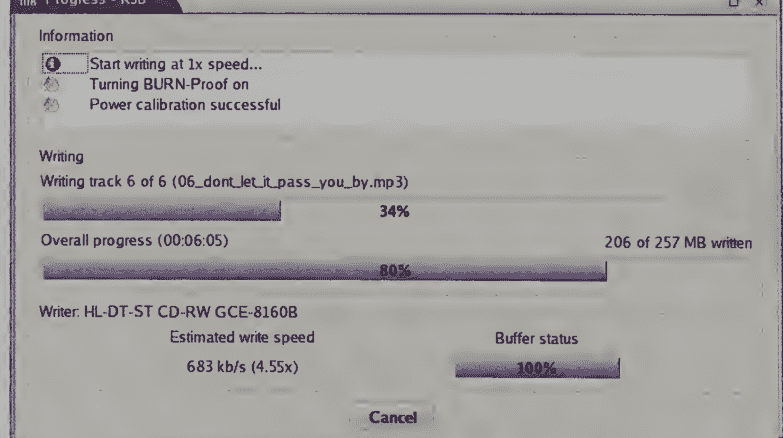 Progress - K3B
Information
Start writing at 1x speed...
Turning BURN-Proof on
Power calibration successful
Writing
Writing track 6 of 6 (06_dont_let_it_pass_you_by.mp3)
34%
Overall progress (00:06:05) 206 of 257 MB written
80%
Writer: HL-DT-ST CD-RW GCE-8160B
Estimated write speed Buffer status
683 kb/s (4.55x) 100%
Cancel